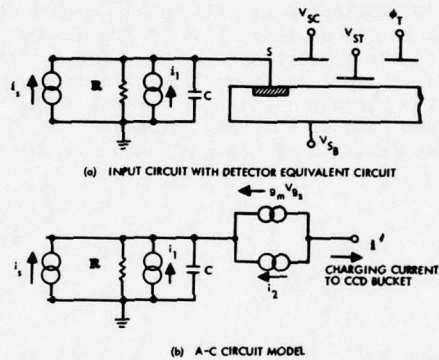 V_SC
φ_T
V_ST
S
i_s
R
i_1
C
V_SB
(a) INPUT CIRCUIT WITH DETECTOR EQUIVALENT CIRCUIT
g_m V_gs
i_s
R
i_1
C
i_2
i'
CHARGING CURRENT
TO CCD BUCKET
(b) A-C CIRCUIT MODEL